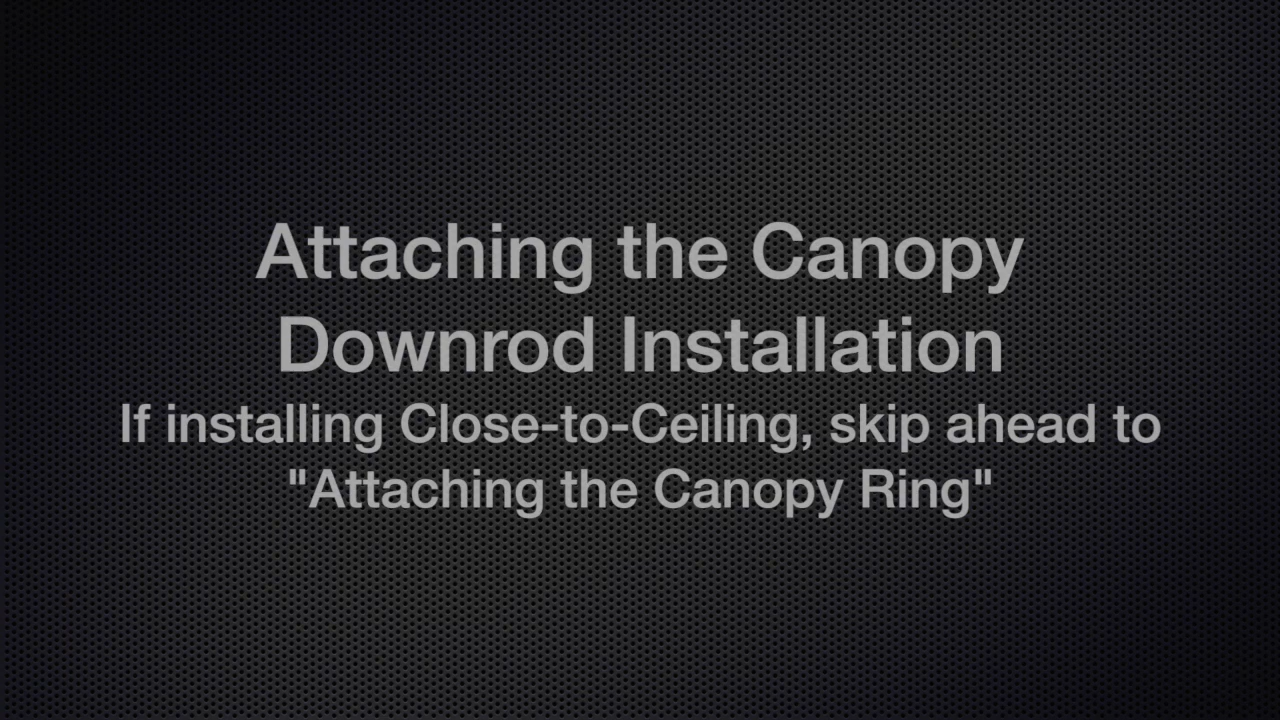 Attaching the Canopy
Downrod Installation
If installing Close-to-Ceiling, skip ahead to
"Attaching the Canopy Ring"